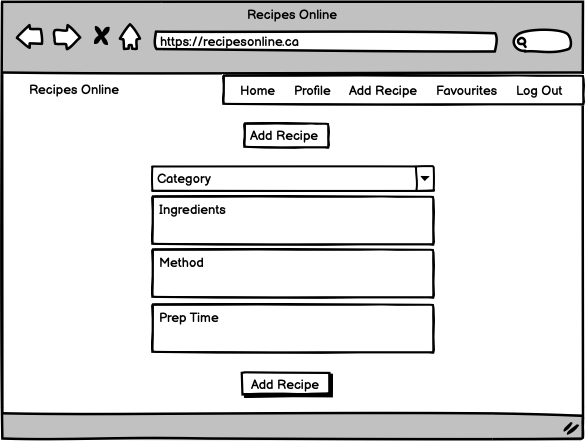 Recipes Online
https://recipesonline.ca
Recipes Online
Home Profile Add Recipe Favourites Log Out
Add Recipe
Category
Ingredients
Method
Prep Time
Add Recipe